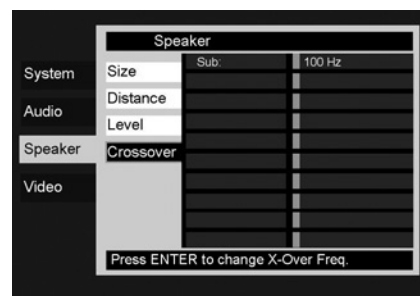 Speaker
System
Audio
Speaker
Video
Size
Distance
Level
Crossover
Sub: 100 Hz
Press ENTER to change X-Over Freq.